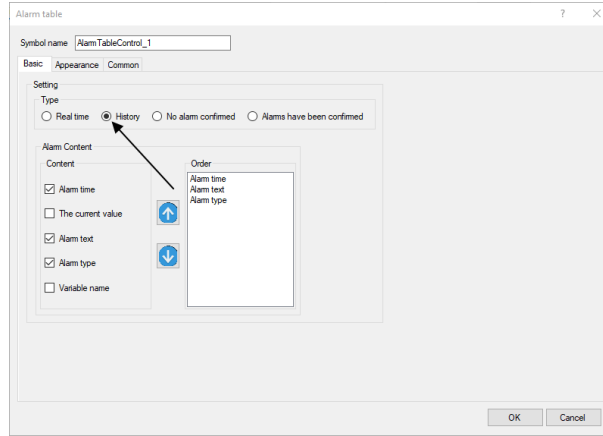 Alarm table
?
Symbol name AlarmTableControl_1
Basic Appearance Common
Setting
Type
Real time History No alarm confirmed Alarms have been confirmed
Alarm Content
Content
Alarm time
The current value
Alarm text
Alarm type
Variable name
Order
Alarm time
Alarm text
Alarm type
OK Cancel